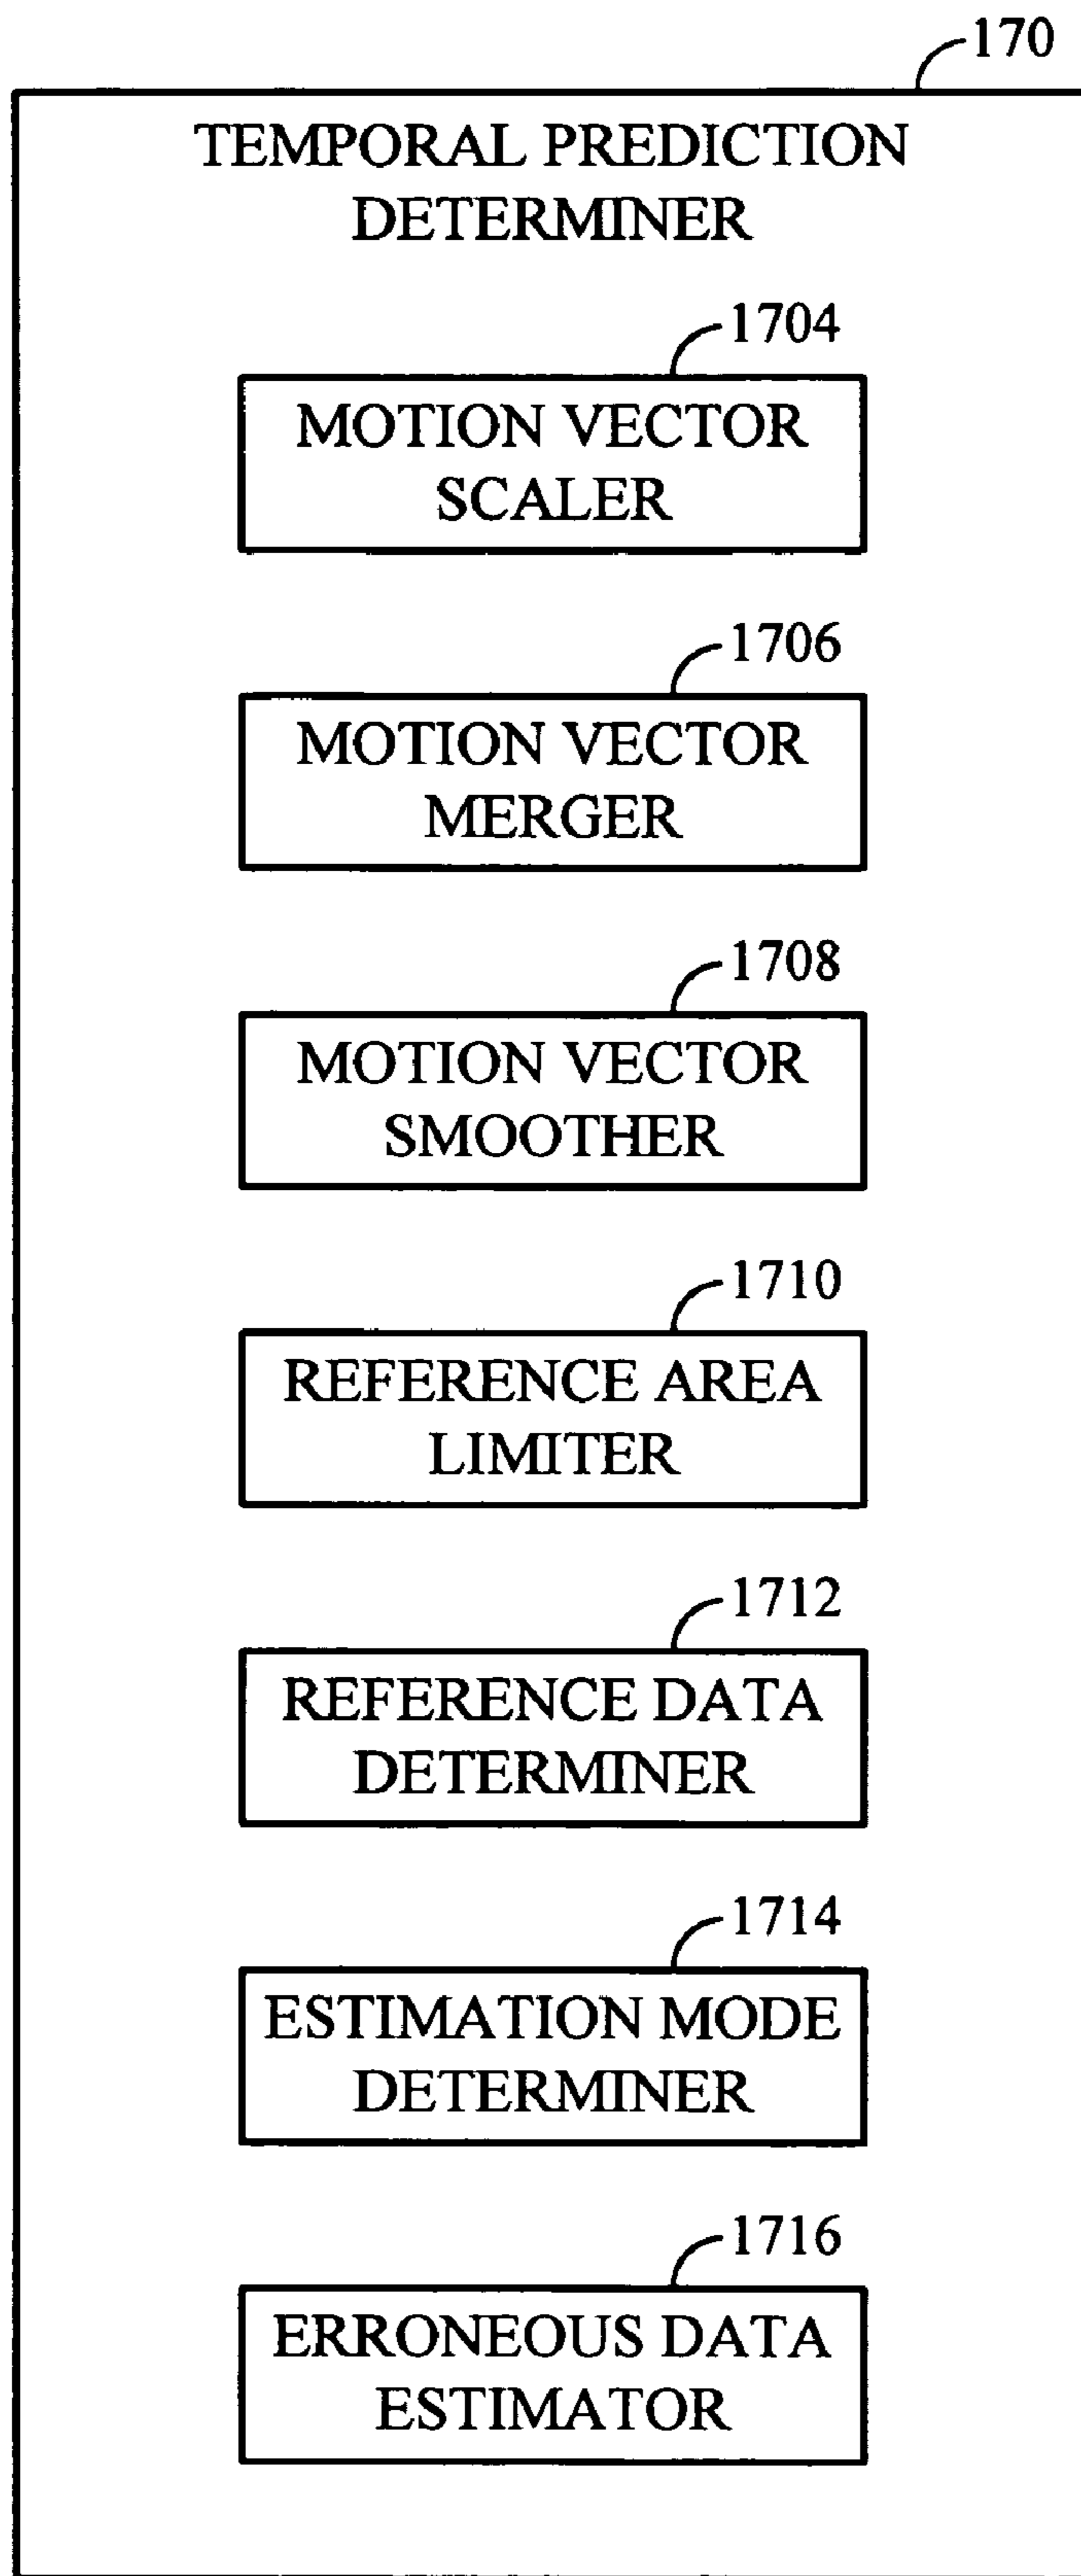 170
TEMPORAL PREDICTION
DETERMINER
1704
MOTION VECTOR
SCALER
1706
MOTION VECTOR
MERGER
1708
MOTION VECTOR
SMOOTHER
1710
REFERENCE AREA
LIMITER
1712
REFERENCE DATA
DETERMINER
1714
ESTIMATION MODE
DETERMINER
1716
ERRONEOUS DATA
ESTIMATOR